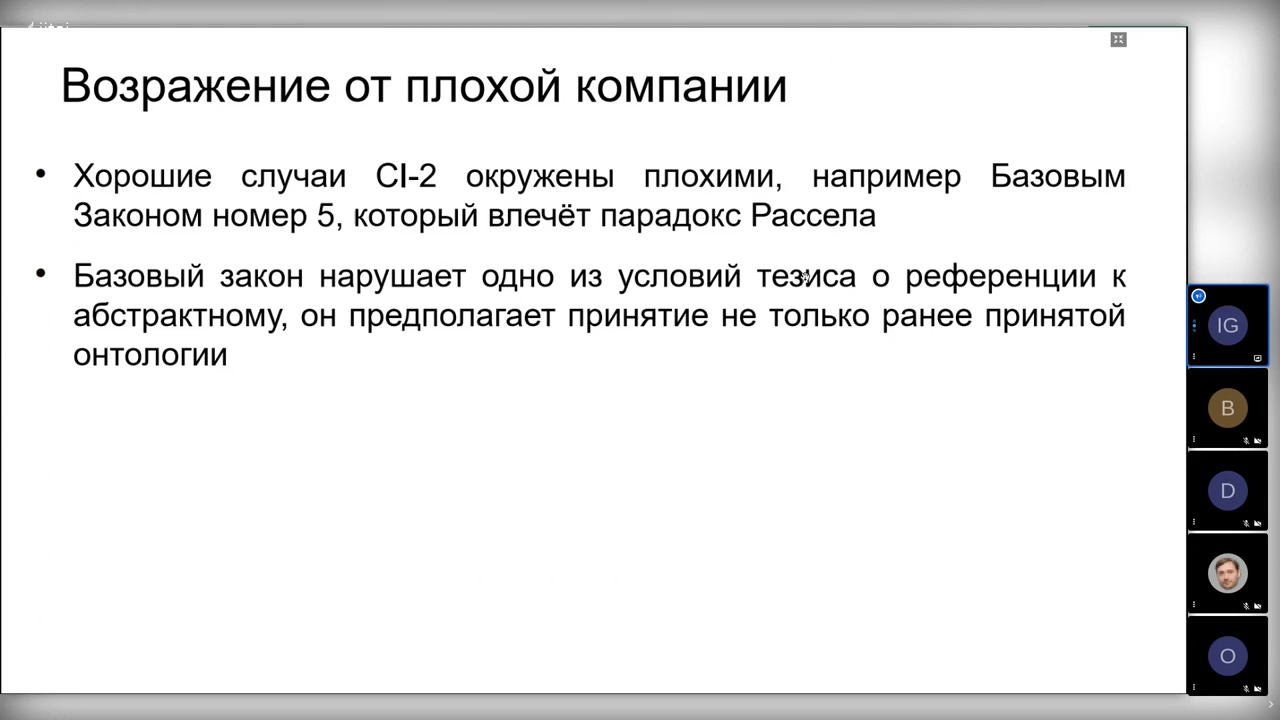 Возражение от плохой компании
• Хорошие случаи CI-2 окружены плохими, например Базовым
Законом номер 5, который влечёт парадокс Рассела
• Базовый закон нарушает одно из условий тезиса о референции к
абстрактному, он предполагает принятие не только ранее принятой
онтологии
IG
B
D
O